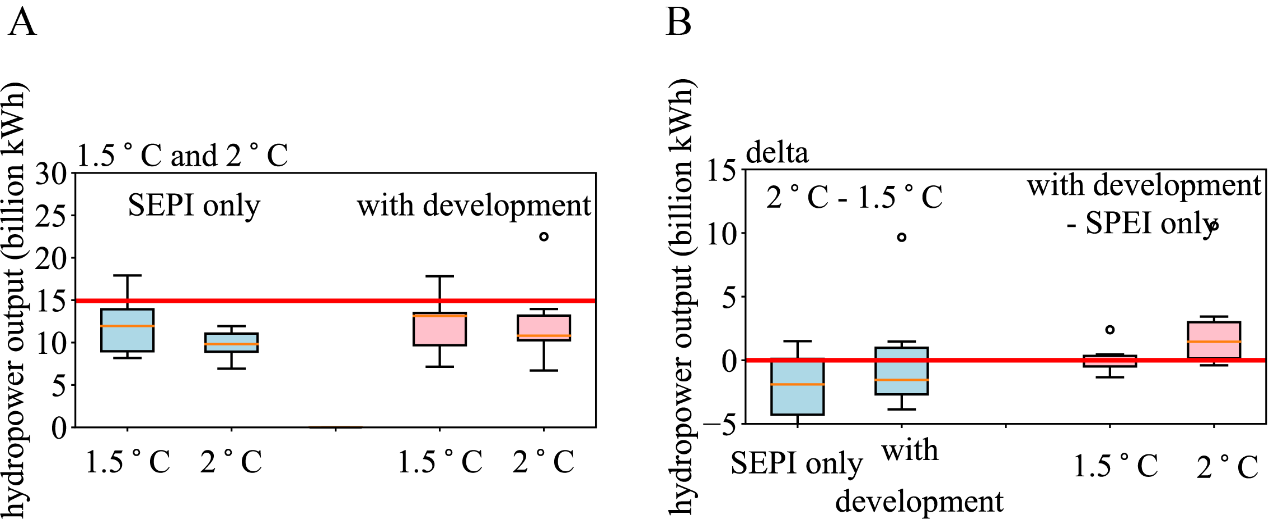 A
hydropower output (billion kWh)
1.5°C and 2°C
30
25
20
15
10
5
0
SEPI only
with development
1.5°C
2°C
1.5°C
2°C
B
hydropower output (billion kWh)
delta
15
10
5
0
−5
2°C - 1.5°C
with development
- SPEI only
SEPI only
with
development
1.5°C
2°C